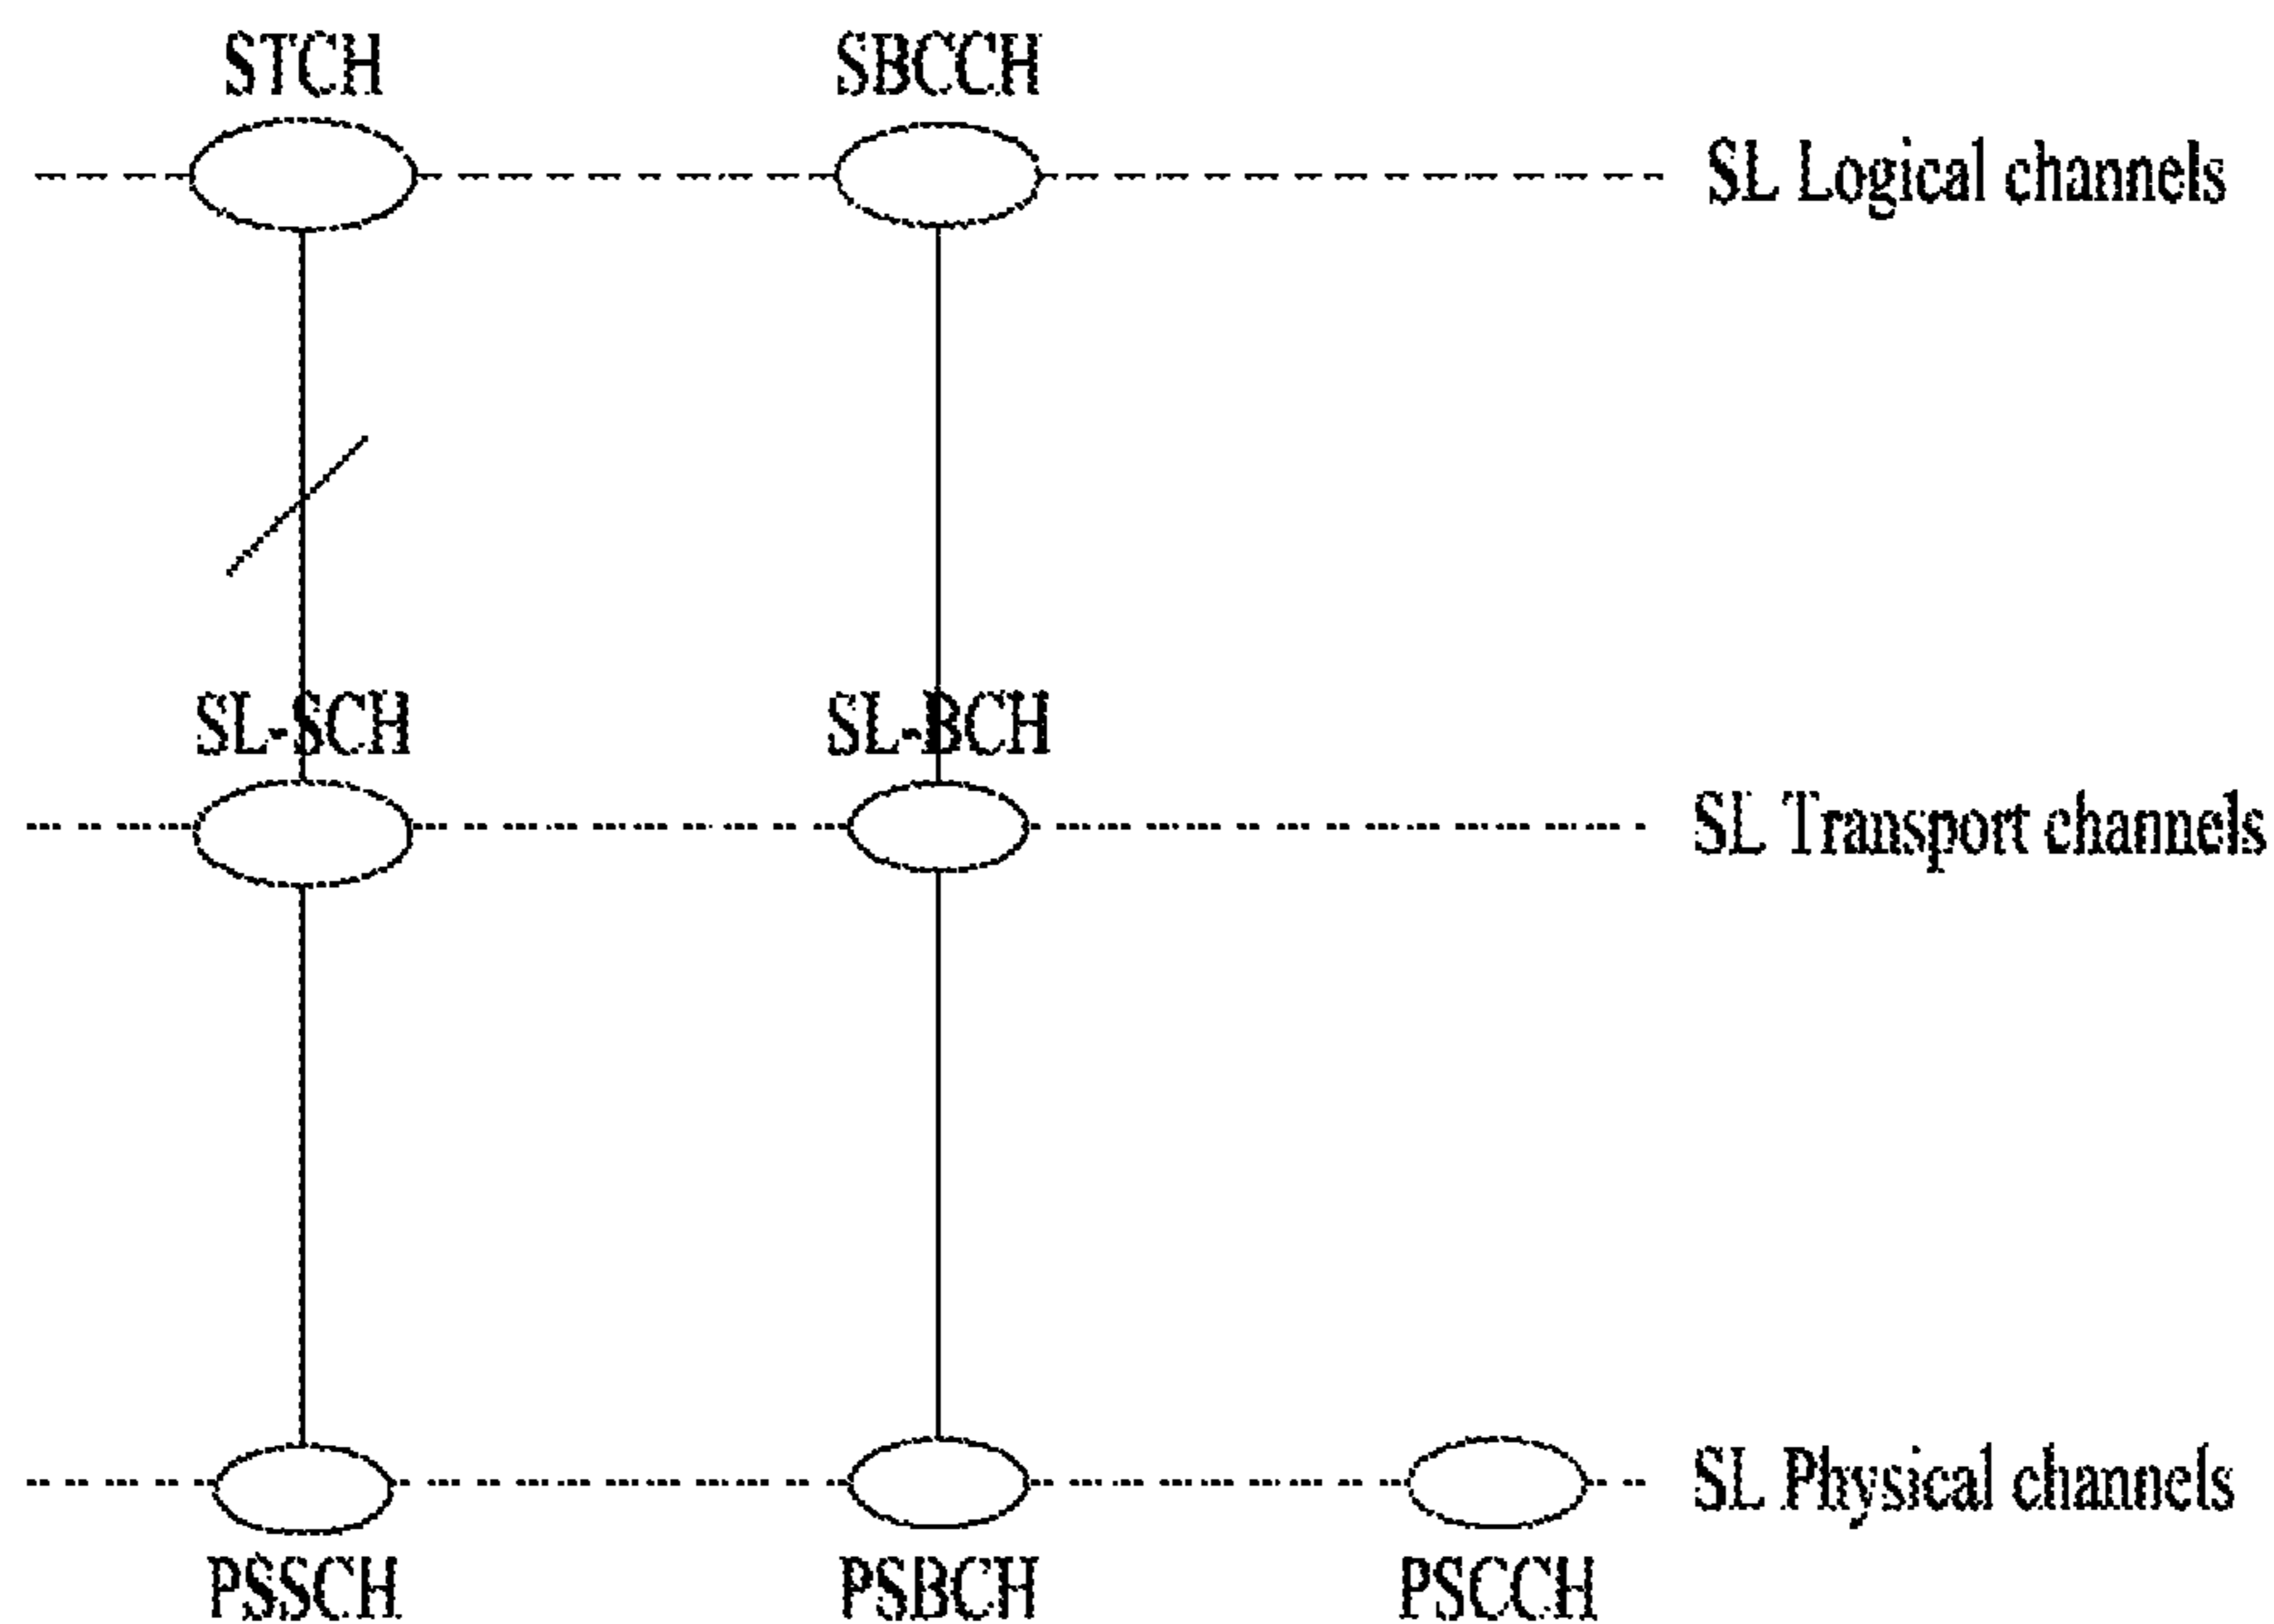 STCH
SBCCH
SL Logical channels
SL-SCH
SL-BCH
SL Transport channels
SL Physical channels
PSSCH
PSBCH
PSCCH